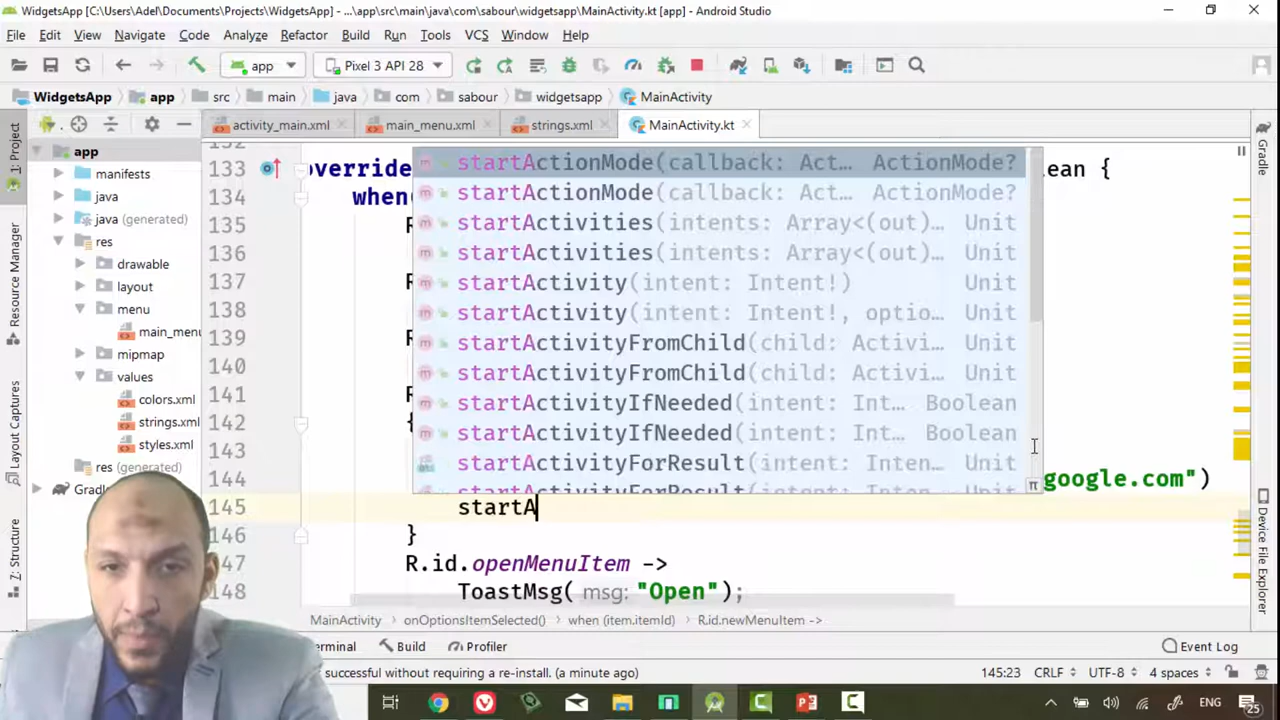 WidgetsApp [C:\Users\Adel\Documents\Projects\WidgetsApp] - ...\app\src\main\java\com\sabour\widgetsapp\MainActivity.kt [app] - Android Studio
File Edit View Navigate Code Analyze Refactor Build Run Tools VCS Window Help
app Pixel 3 API 28
WidgetsApp app src main java com sabour widgetsapp MainActivity
activity_main.xml main_menu.xml strings.xml MainActivity.kt
1: Project
Resource Manager
Layout Captures
Z: Structure
Gradle
Device File Explorer
app
manifests
java
java (generated)
res
drawable
layout
menu
main_menu
mipmap
values
colors.xml
strings.xml
styles.xml
res (generated)
133 override ean {
134 when
135 R
136
137 R
138
139 R
140
141 R
142 {
143
144 google.com")
145 startA
146 }
147 R.id.openMenuItem ->
148 ToastMsg( msg: "Open");
startActionMode(callback: Act... ActionMode?
startActionMode(callback: Act... ActionMode?
startActivities(intents: Array<(out)... Unit
startActivities(intents: Array<(out)... Unit
startActivity(intent: Intent!) Unit
startActivity(intent: Intent!, optio... Unit
startActivityFromChild(child: Activi... Unit
startActivityFromChild(child: Activi... Unit
startActivityIfNeeded(intent: Int... Boolean
startActivityIfNeeded(intent: Int... Boolean
startActivityForResult(intent: Inten... Unit
startActivityForResult(intent: Inten... Unit
π
MainActivity onOptionsItemSelected() when (item.itemId) R.id.newMenuItem ->
erminal Build Profiler Event Log
successful without requiring a re-install. (a minute ago) 145:23 CRLF UTF-8 4 spaces
ENG 25